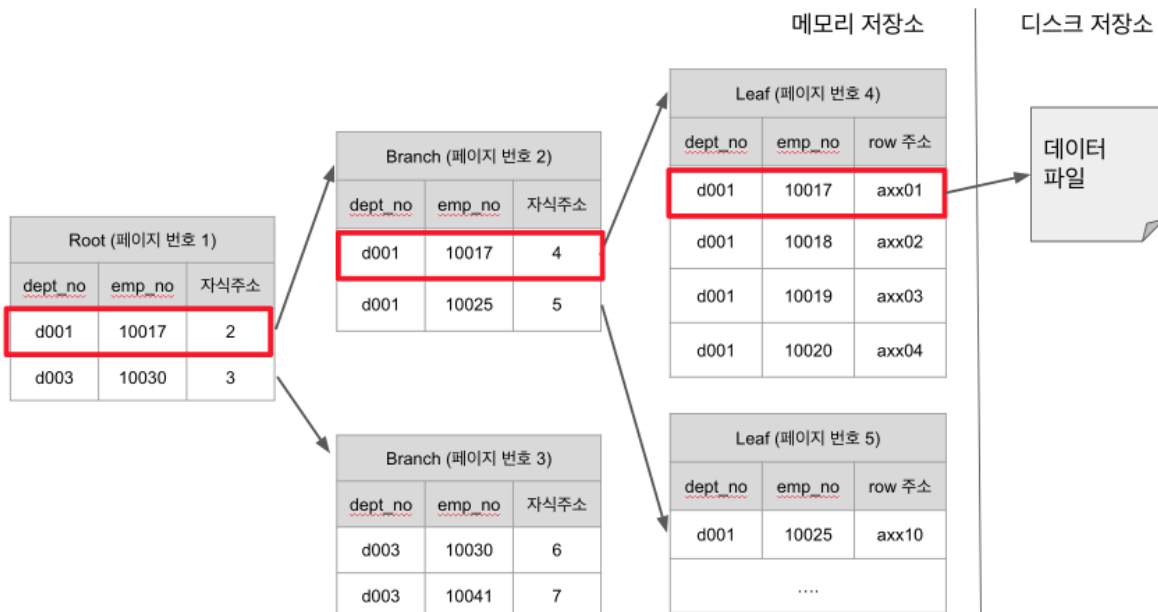 메모리 저장소
디스크 저장소
Root (페이지 번호 1)
dept_no emp_no 자식주소
d001 10017 2
d003 10030 3
Branch (페이지 번호 2)
dept_no emp_no 자식주소
d001 10017 4
d001 10025 5
Branch (페이지 번호 3)
dept_no emp_no 자식주소
d003 10030 6
d003 10041 7
Leaf (페이지 번호 4)
dept_no emp_no row 주소
d001 10017 axx01
d001 10018 axx02
d001 10019 axx03
d001 10020 axx04
Leaf (페이지 번호 5)
dept_no emp_no row 주소
d001 10025 axx10
....
데이터
파일